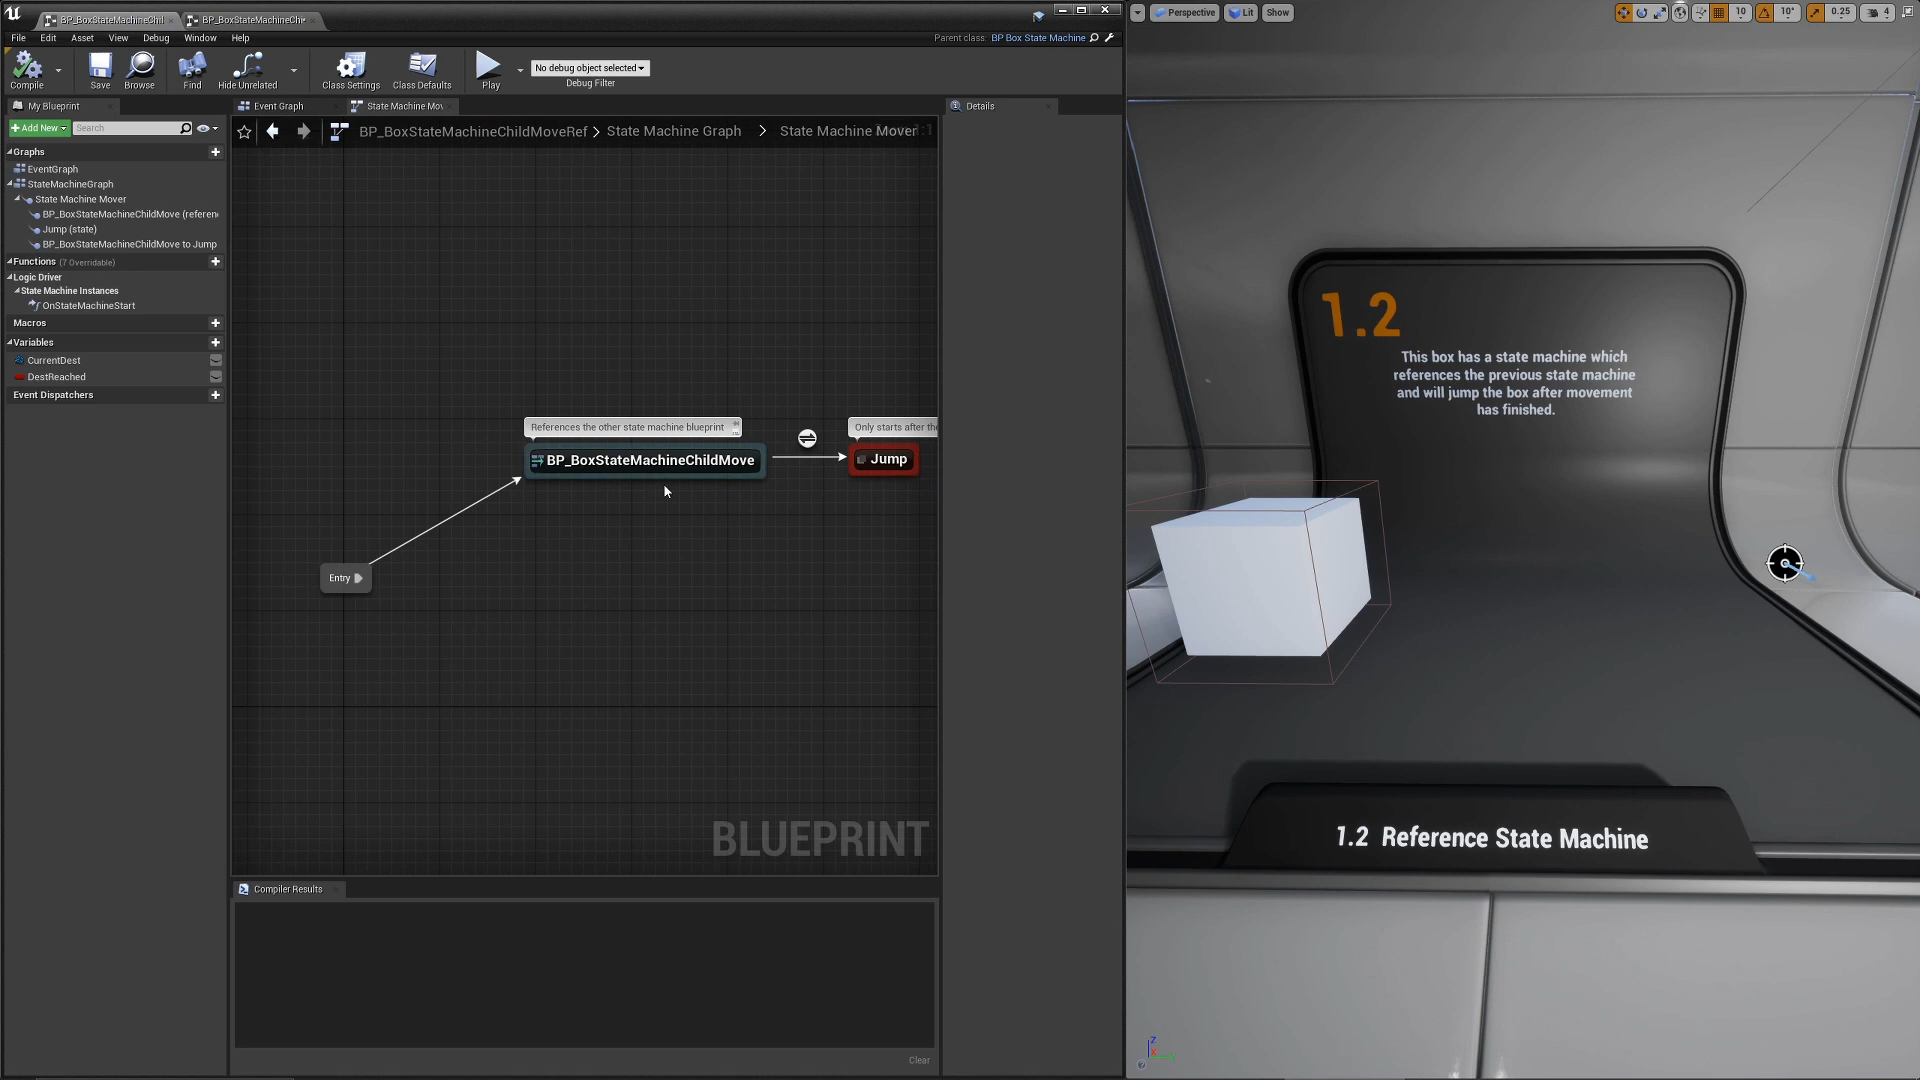 BP_BoxStateMachineChil
BP_BoxStateMachineChi
File Edit Asset View Debug Window Help
Parent class: BP Box State Machine
Compile
Save
Browse
Find
Hide Unrelated
Class Settings
Class Defaults
Play
No debug object selected
Debug Filter
My Blueprint
Event Graph
State Machine Mov
Details
Add New
Search
BP_BoxStateMachineChildMoveRef > State Machine Graph > State Machine Mover
Graphs
EventGraph
StateMachineGraph
State Machine Mover
BP_BoxStateMachineChildMove (referen
Jump (state)
BP_BoxStateMachineChildMove to Jump
Functions (7 Overridable)
Logic Driver
State Machine Instances
OnStateMachineStart
Macros
Variables
CurrentDest
DestReached
Event Dispatchers
References the other state machine blueprint
BP_BoxStateMachineChildMove
Only starts after the
Jump
Entry
BLUEPRINT
Compiler Results
Clear
Perspective
Lit
Show
10
10°
0.25
4
1.2
This box has a state machine which
references the previous state machine
and will jump the box after movement
has finished.
1.2 Reference State Machine
Z
X